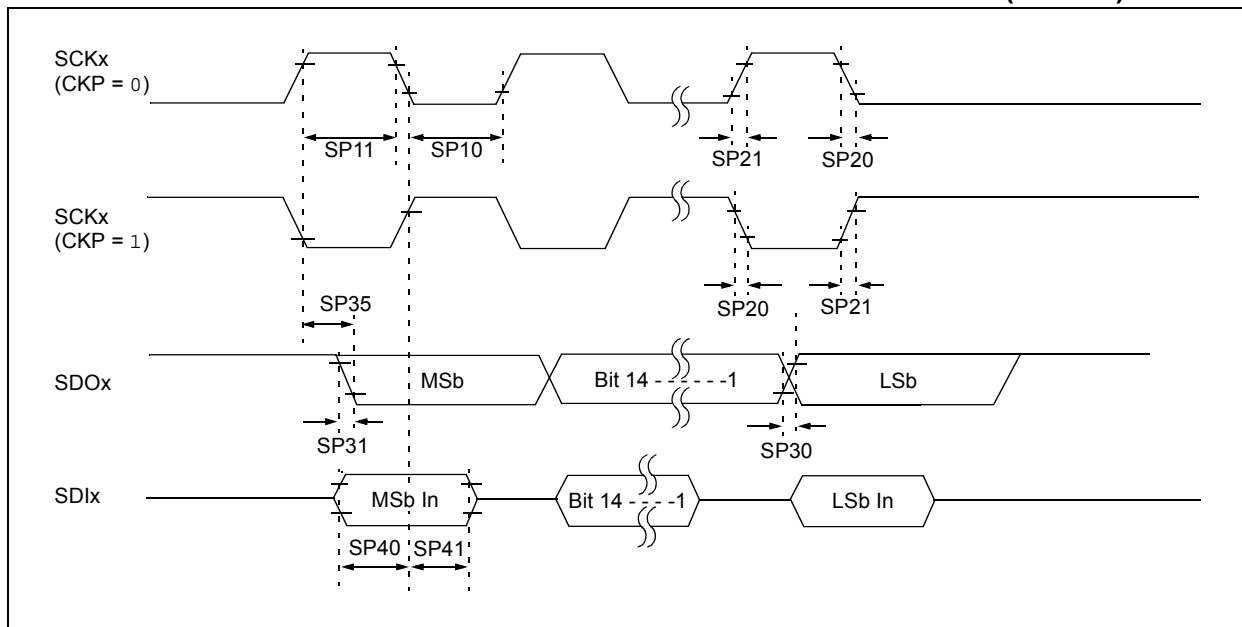 SCKx
(CKP = 0)
SP11
SP10
SP21
SP20
SCKx
(CKP = 1)
SP35
SP20
SP21
SDOx
MSb
Bit 14 - - - - - -1
LSb
SP31
SP30
SDIx
MSb In
Bit 14 - - - - -1
LSb In
SP40
SP41